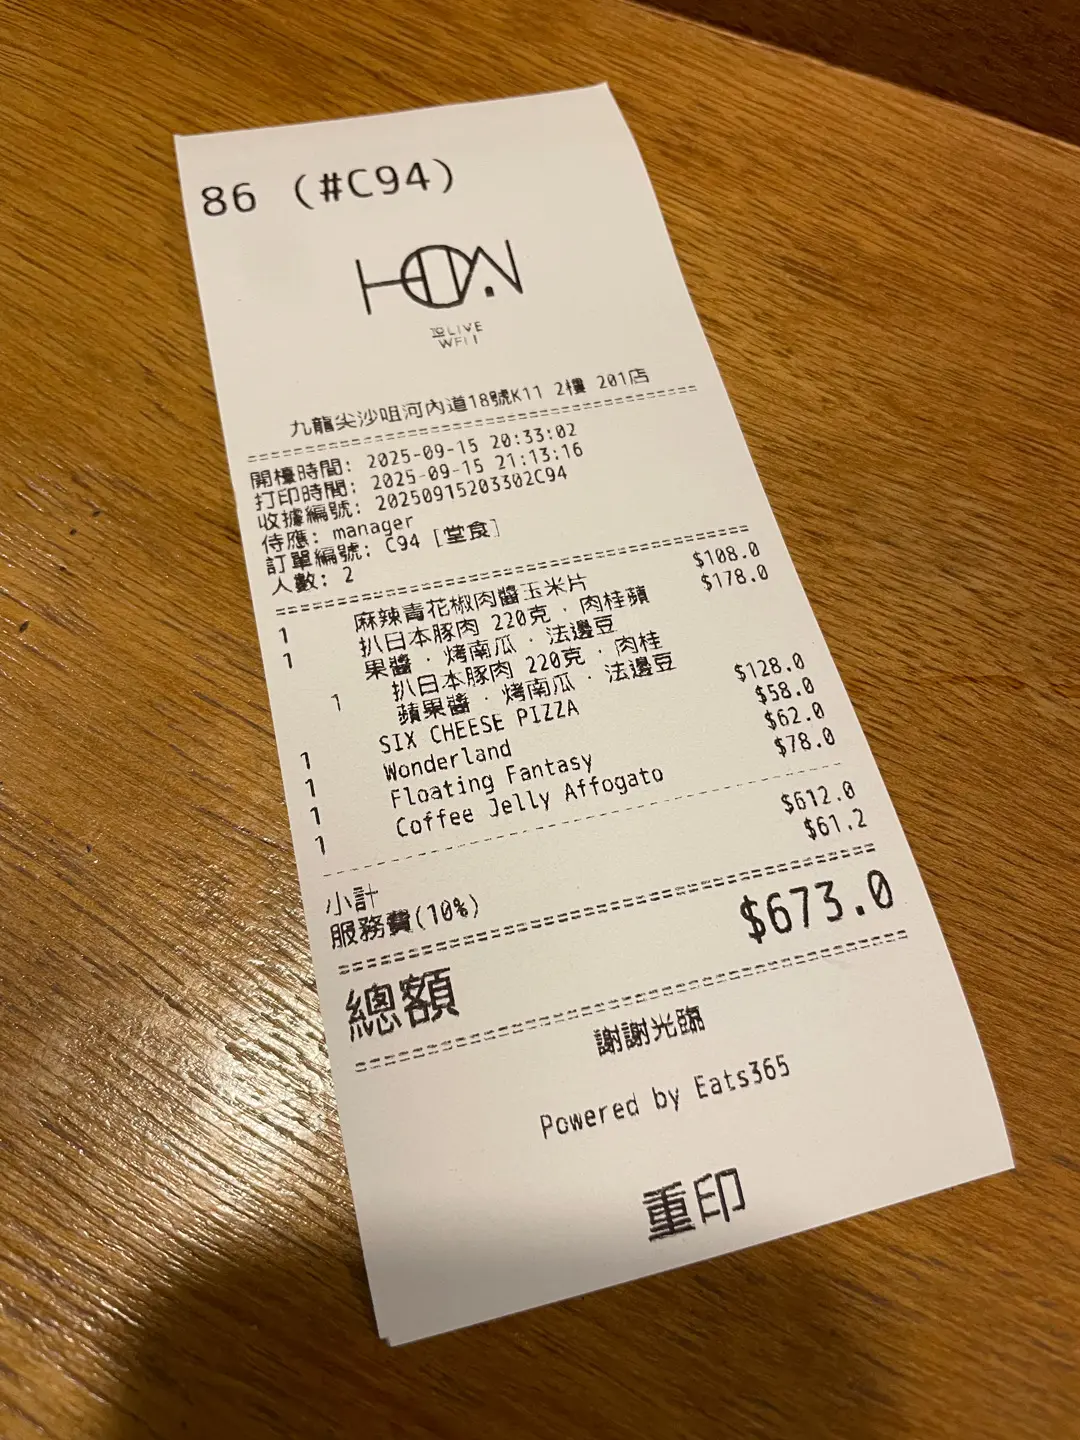 86 (#C94)
TO LIVE
WELL
九龍尖沙咀河內道18號K11 2樓 201店
開檯時間: 2025-09-15 20:33:02
打印時間: 2025-09-15 21:13:16
收據編號: 20250915203302C94
侍應: manager
訂單編號: C94 [堂食]
人數: 2
1 麻辣青花椒肉醬玉米片 $108.0
1 扒日本豚肉 220克 · 肉桂蘋 $178.0
果醬 · 烤南瓜 · 法邊豆
1 扒日本豚肉 220克 · 肉桂
蘋果醬 · 烤南瓜 · 法邊豆
1 SIX CHEESE PIZZA $128.0
1 Wonderland $58.0
1 Floating Fantasy $62.0
1 Coffee Jelly Affogato $78.0
小計 $612.0
服務費(10%) $61.2
總額 $673.0
謝謝光臨
Powered by Eats365
重印